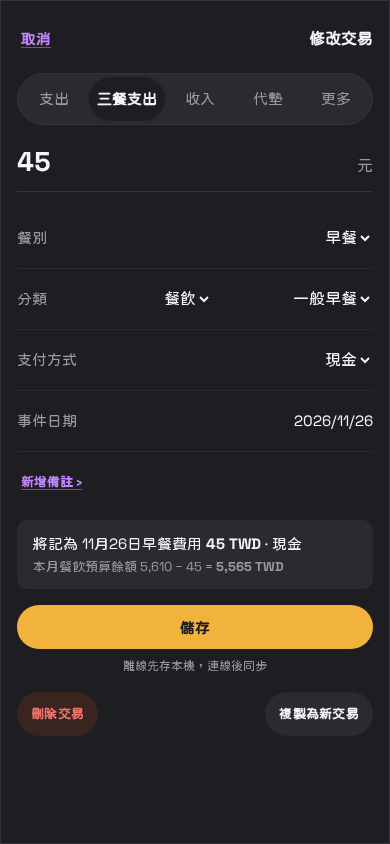 取消 修改交易
支出 三餐支出 收入 代墊 更多
45 元
餐別 早餐
分類 餐飲 一般早餐
支付方式 現金
事件日期 2026/11/26
新增備註 >
將記為 11月26日早餐費用 45 TWD · 現金
本月餐飲預算餘額 5,610 − 45 = 5,565 TWD
儲存
離線先存本機，連線後同步
刪除交易 複製為新交易